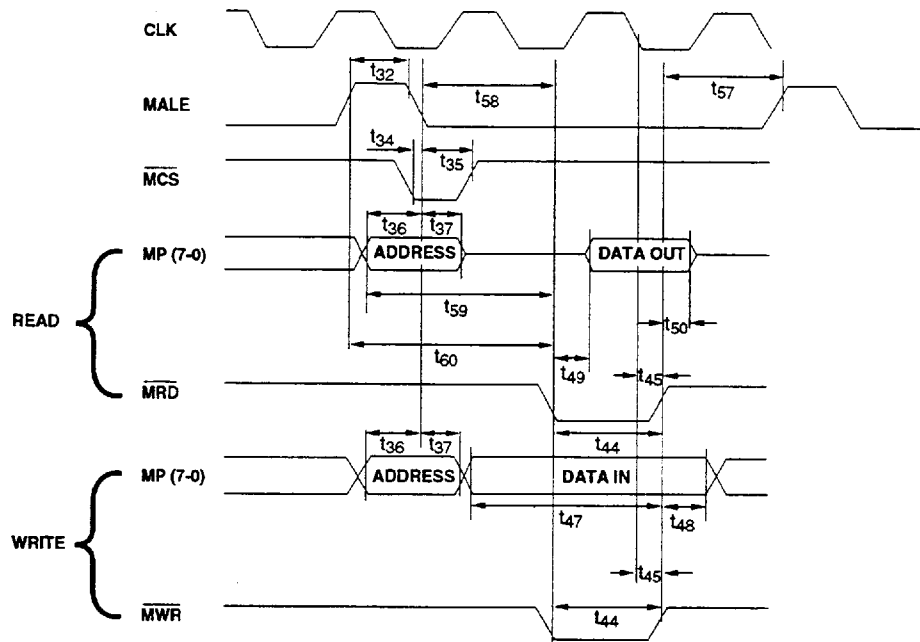 CLK
t32
t58
t57
MALE
t34
t35
MCS
t36 t37
MP (7-0) ADDRESS DATA OUT
t59
READ
t50
t60
t49
t45
MRD
t36 t37
t44
MP (7-0) ADDRESS DATA IN
t47
t48
WRITE
t45
t44
MWR